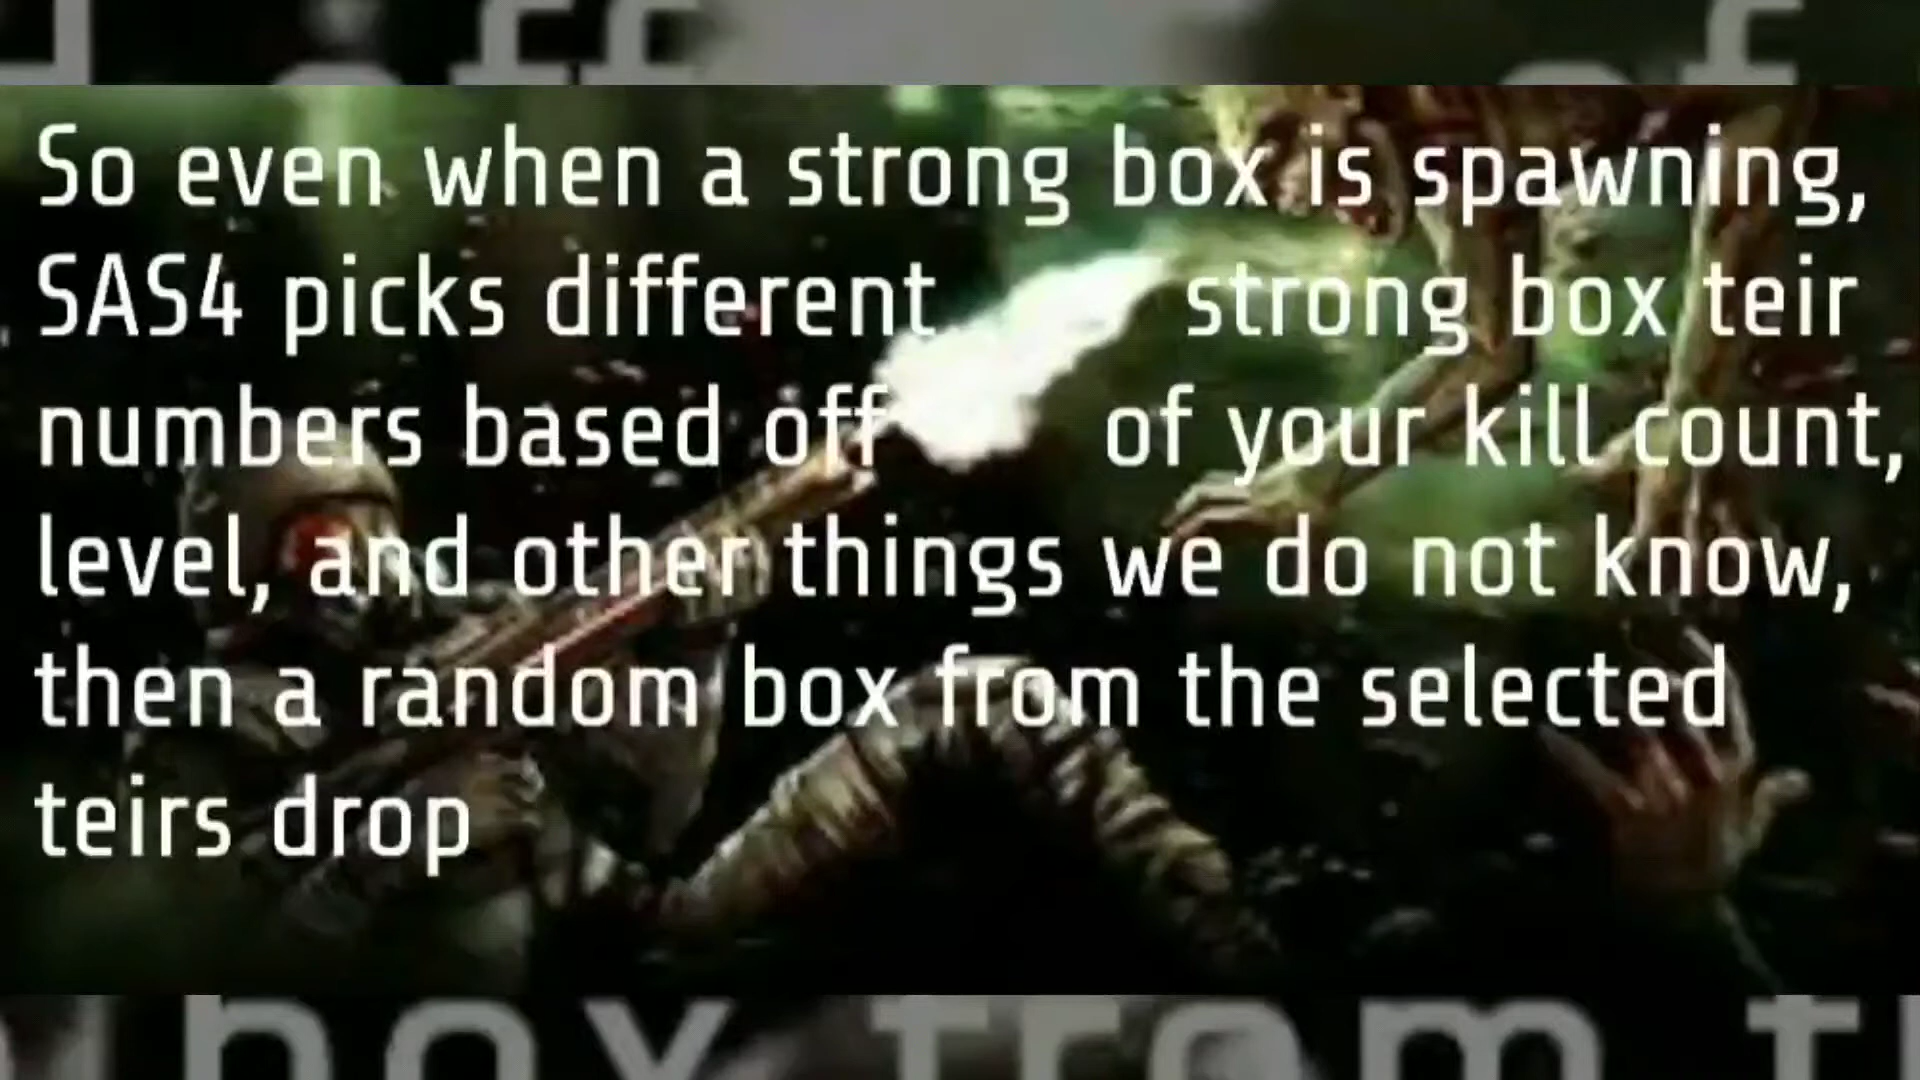 So even when a strong box is spawning,
SAS4 picks different strong box teir
numbers based off of your kill count,
level, and other things we do not know,
then a random box from the selected
teirs drop